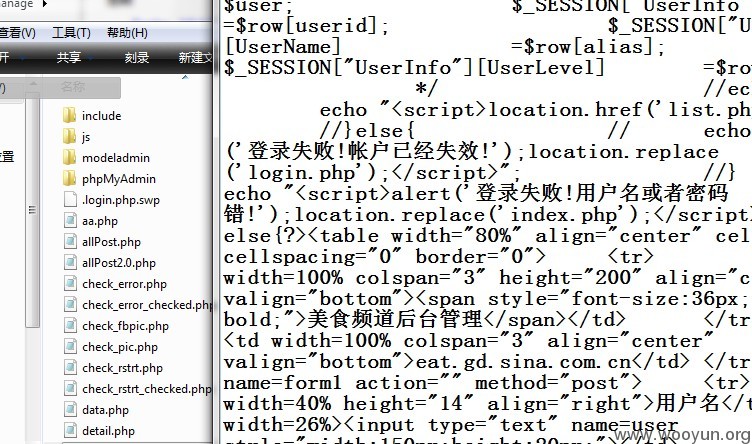 manage
查看(V) 工具(T) 帮助(H)
共享 刻录 新建文
名称
include
js
modeladmin
phpMyAdmin
.login.php.swp
aa.php
allPost.php
allPost2.0.php
check_error.php
check_error_checked.php
check_fbpic.php
check_pic.php
check_rstrt.php
check_rstrt_checked.php
data.php
detail.php
$user; $_SESSION["UserInfo
=$row[userid]; $_SESSION["U
[UserName] =$row[alias];
$_SESSION["UserInfo"][UserLevel] =$row
*/ //ec
echo "<script>location.href('list.ph
//}else{ // echo
('登录失败!帐户已经失效!');location.replace
('login.php');</script>"; //}
echo "<script>alert('登录失败!用户名或者密码
错!');location.replace('index.php');</script>
else{?><table width="80%" align="center" cel
cellspacing="0" border="0"> <tr>
width=100% colspan="3" height="200" align="c
valign="bottom"><span style="font-size:36px;
bold;">美食频道后台管理</span></td> </tr
<td width=100% colspan="3" align="center"
valign="bottom">eat.gd.sina.com.cn</td> </tr
name=form1 action="" method="post"> <tr>
width=40% height="14" align="right">用户名</t
width=26%><input type="text" name=user
www.wooyun.org